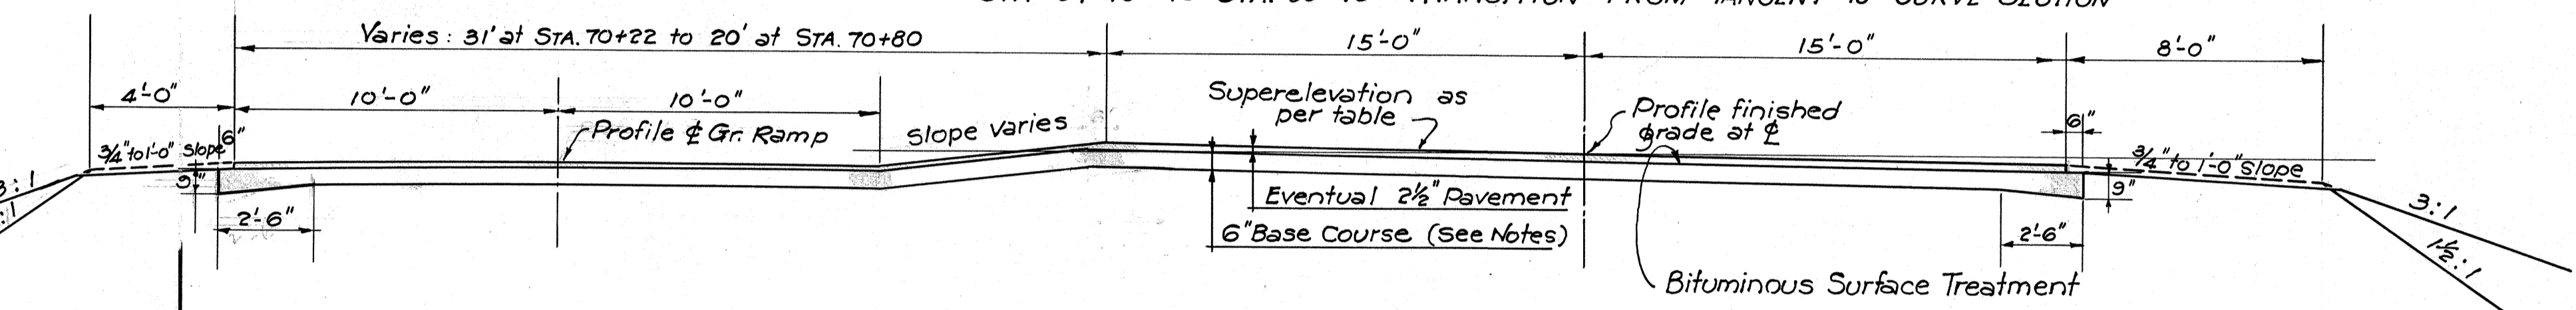 Varies: 31' at STA. 70+22 to 20' at STA. 70+80
15'-0"
15'-0"
8'-0"
4'-0"
10'-0"
10'-0"
Superelevation as
per table
Profile finished
grade at ℄
6"
Profile ℄ Gr. Ramp
slope varies
6"
3/4" to 1'-0" slope
3/4" to 1'-0" slope
9"
9"
3:1
Eventual 2½" Pavement
6" Base Course (see Notes)
2'-6"
2'-6"
3:1
1½:1
Bituminous Surface Treatment